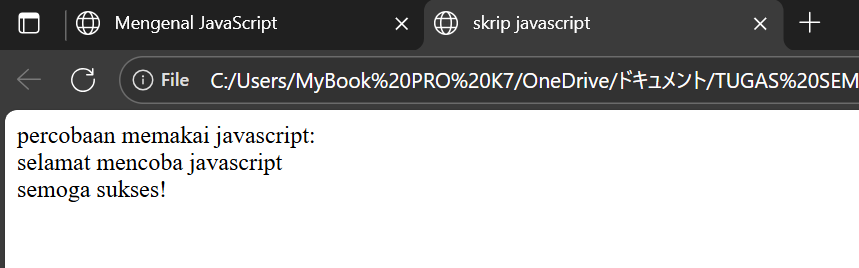 Mengenal JavaScript
skrip javascript
File C:/Users/MyBook%20PRO%20K7/OneDrive/ドキュメント/TUGAS%20SEM
percobaan memakai javascript:
selamat mencoba javascript
semoga sukses!